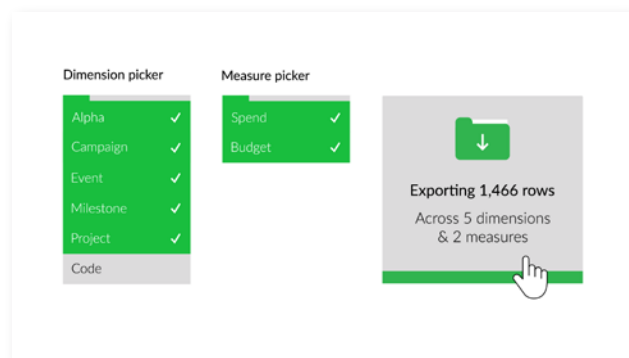 Dimension picker
Alpha
Campaign
Event
Milestone
Project
Code
Measure picker
Spend
Budget
Exporting 1,466 rows
Across 5 dimensions
& 2 measures